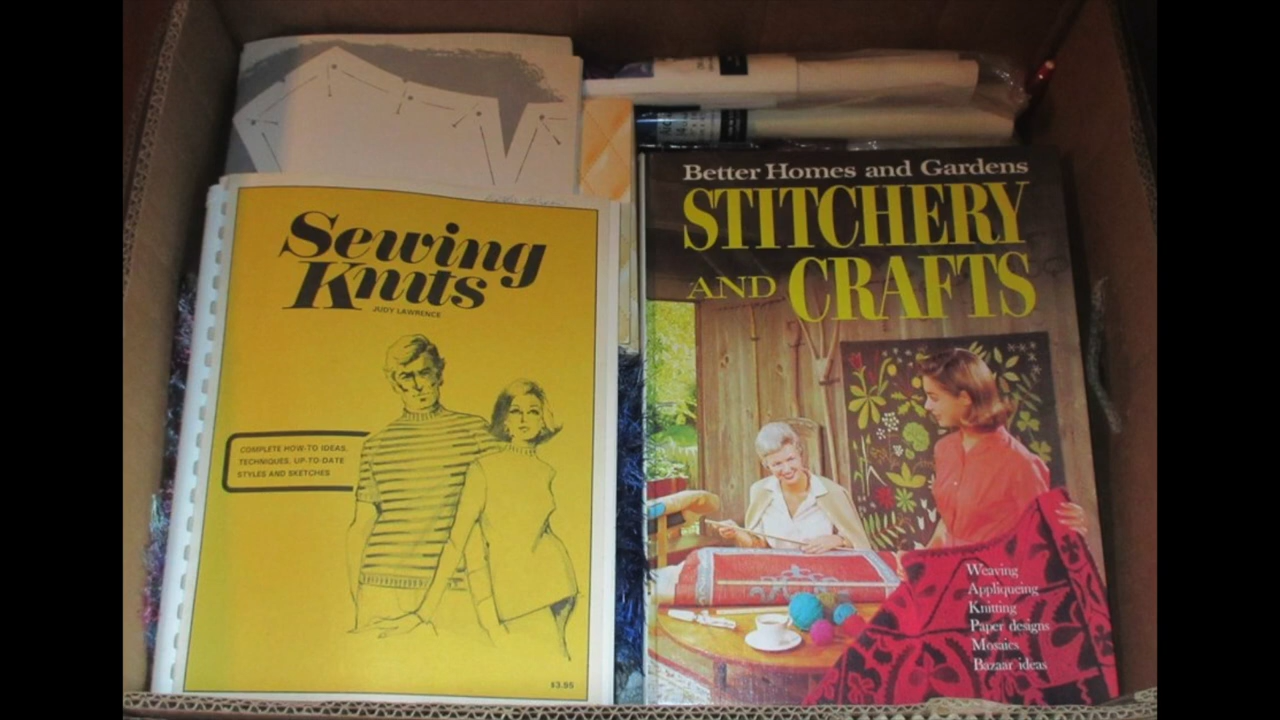 Sewing
Knits
JUDY LAWRENCE
COMPLETE HOW-TO IDEAS,
TECHNIQUES, UP-TO-DATE
STYLES AND SKETCHES
$3.95
Better Homes and Gardens
STITCHERY
AND CRAFTS
Weaving
Appliqueing
Knitting
Paper designs
Mosaics
Bazaar ideas